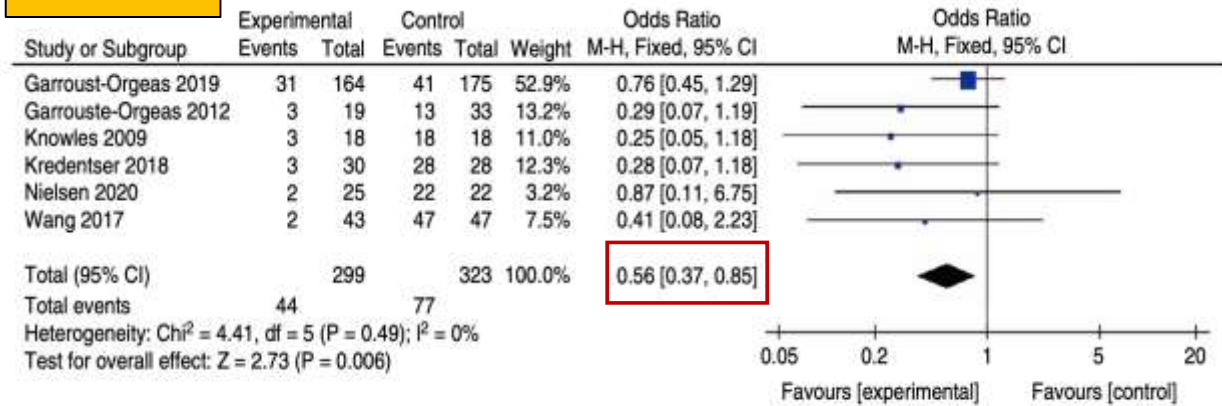 Experimental Control Odds Ratio Odds Ratio
Study or Subgroup Events Total Events Total Weight M-H, Fixed, 95% CI M-H, Fixed, 95% CI
Garroust-Orgeas 2019 31 164 41 175 52.9% 0.76 [0.45, 1.29]
Garrouste-Orgeas 2012 3 19 13 33 13.2% 0.29 [0.07, 1.19]
Knowles 2009 3 18 18 18 11.0% 0.25 [0.05, 1.18]
Kredentser 2018 3 30 28 28 12.3% 0.28 [0.07, 1.18]
Nielsen 2020 2 25 22 22 3.2% 0.87 [0.11, 6.75]
Wang 2017 2 43 47 47 7.5% 0.41 [0.08, 2.23]
Total (95% CI) 299 323 100.0% 0.56 [0.37, 0.85]
Total events 44 77
Heterogeneity: Chi² = 4.41, df = 5 (P = 0.49); I² = 0%
Test for overall effect: Z = 2.73 (P = 0.006)
0.05 0.2 1 5 20
Favours [experimental] Favours [control]